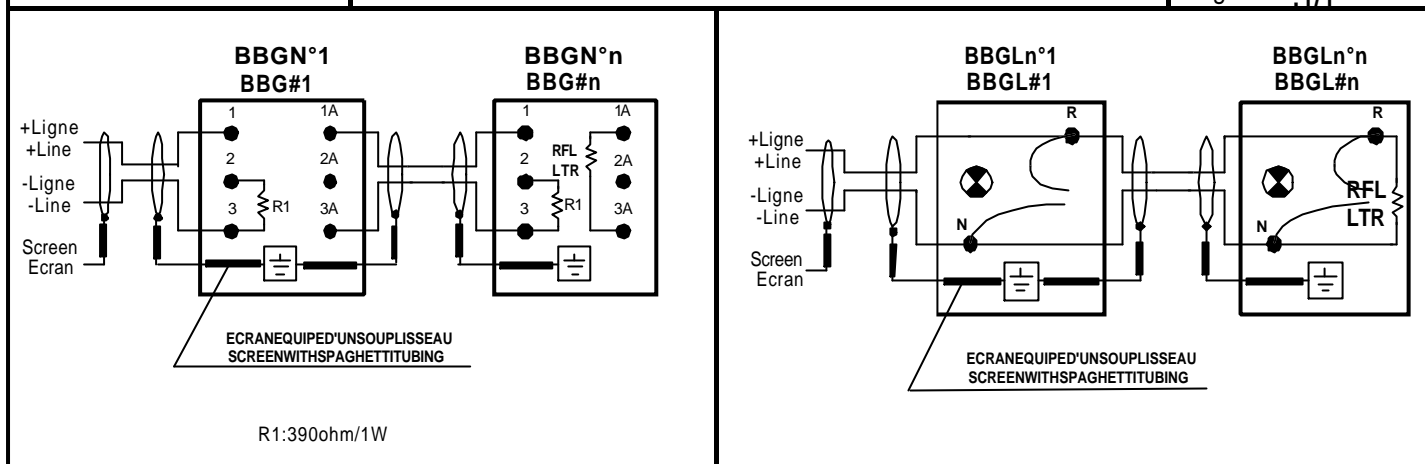 BBGN°1
BBG#1
BBGN°n
BBG#n
+Ligne
+Line
-Ligne
-Line
Screen
Ecran
1
2
3
1A
2A
3A
R1
1
2
3
RFL
LTR
R1
1A
2A
3A
ECRANEQUIPED'UNSOUPLISSEAU
SCREENWITHSPAGHETTITUBING
R1:390ohm/1W
BBGLn°1
BBGL#1
BBGLn°n
BBGL#n
+Ligne
+Line
-Ligne
-Line
Screen
Ecran
R
N
R
N
RFL
LTR
ECRANEQUIPED'UNSOUPLISSEAU
SCREENWITHSPAGHETTITUBING